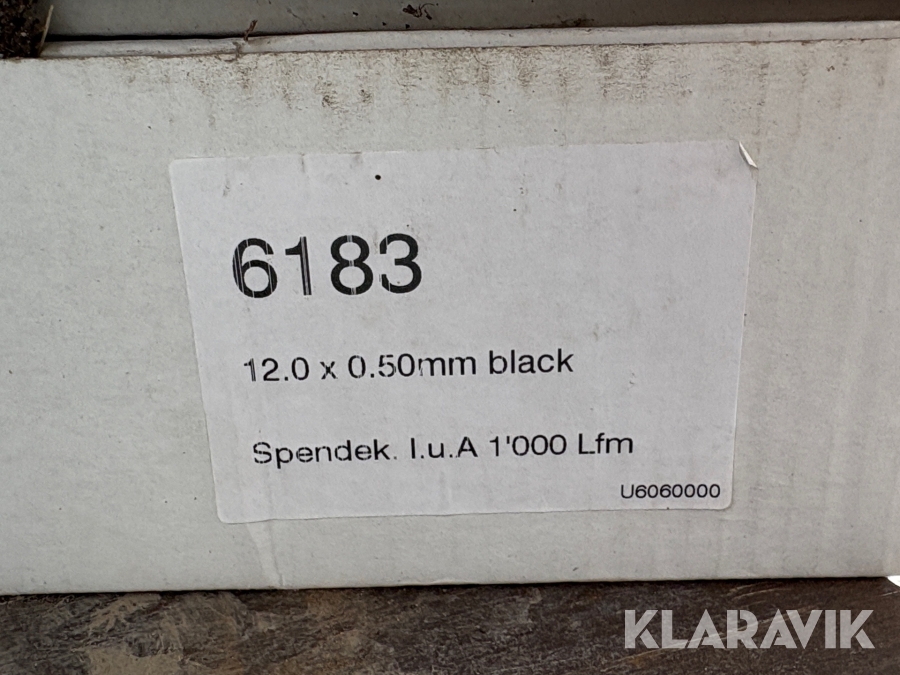 6183
12.0 x 0.50mm black
Spendek. I.u.A 1'000 Lfm
U6060000
KLARAVIK